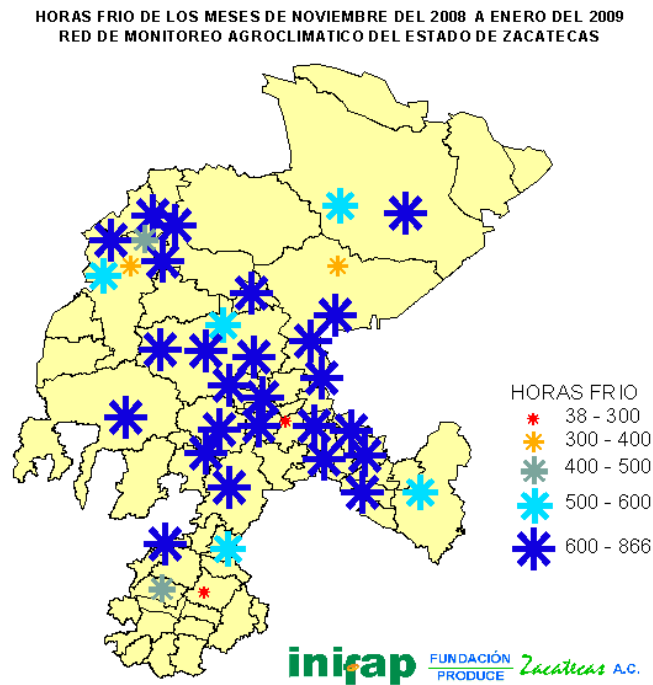 HORAS FRIO DE LOS MESES DE NOVIEMBRE DEL 2008 A ENERO DEL 2009
RED DE MONITOREO AGROCLIMATICO DEL ESTADO DE ZACATECAS
HORAS FRIO
38 - 300
300 - 400
400 - 500
500 - 600
600 - 866
inifap
FUNDACIÓN
PRODUCE
Zacatecas A.C.